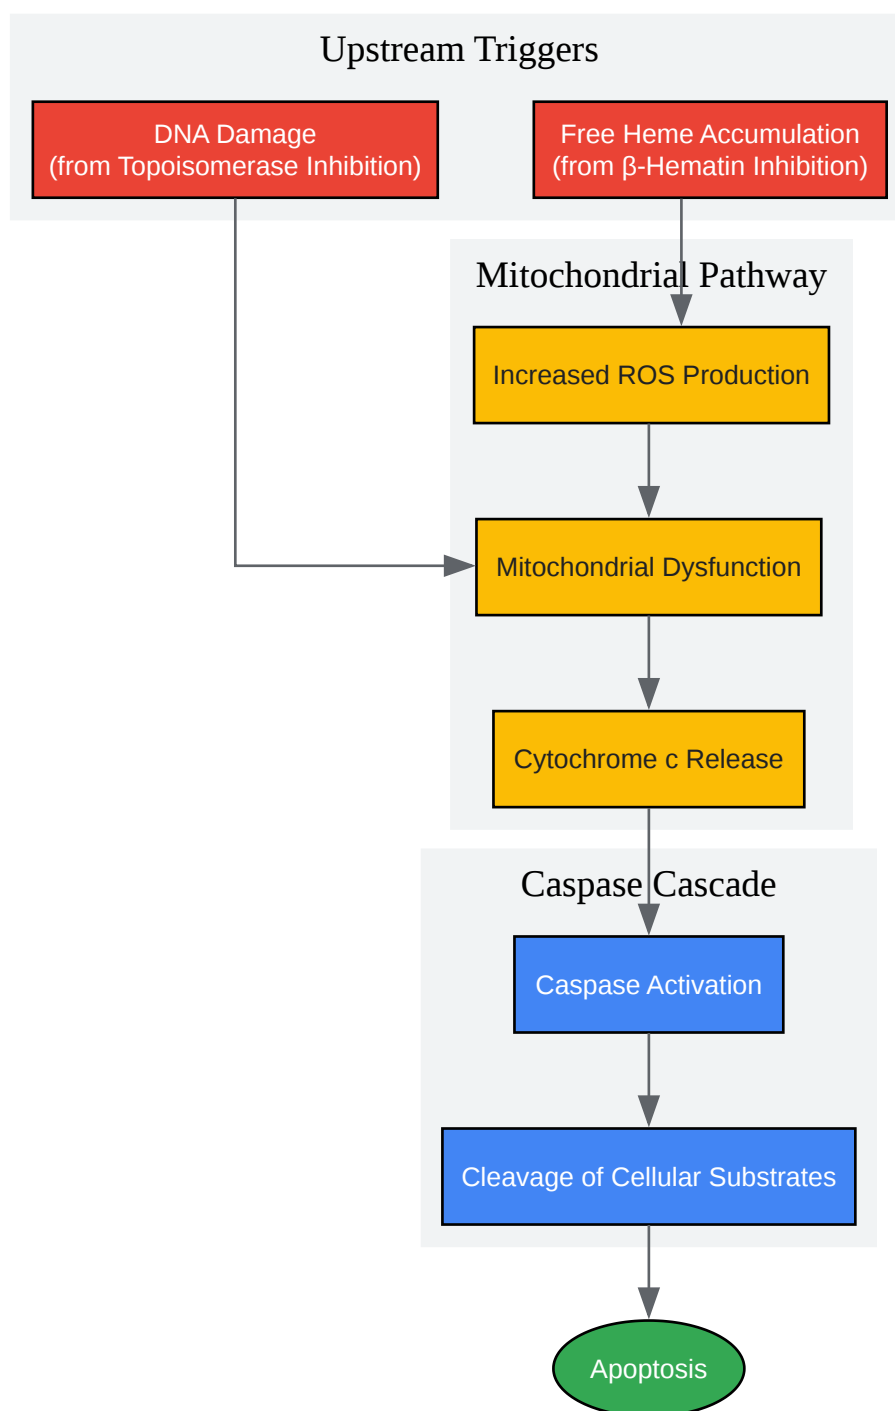 Upstream Triggers
DNA Damage
(from Topoisomerase Inhibition)
Free Heme Accumulation
(from β-Hematin Inhibition)
Mitochondrial Pathway
Increased ROS Production
Mitochondrial Dysfunction
Cytochrome c Release
Caspase Cascade
Caspase Activation
Cleavage of Cellular Substrates
Apoptosis